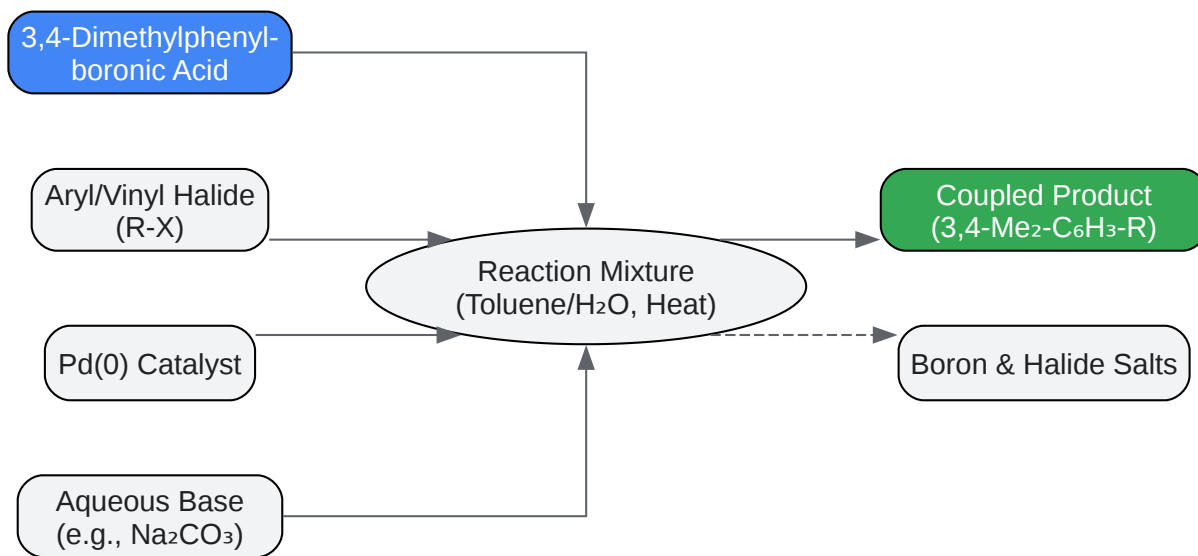 3,4-Dimethylphenyl-
boronic Acid
Aryl/Vinyl Halide
(R-X)
Coupled Product
(3,4-Me₂-C₆H₃-R)
Reaction Mixture
(Toluene/H₂O, Heat)
Pd(0) Catalyst
Boron & Halide Salts
Aqueous Base
(e.g., Na₂CO₃)